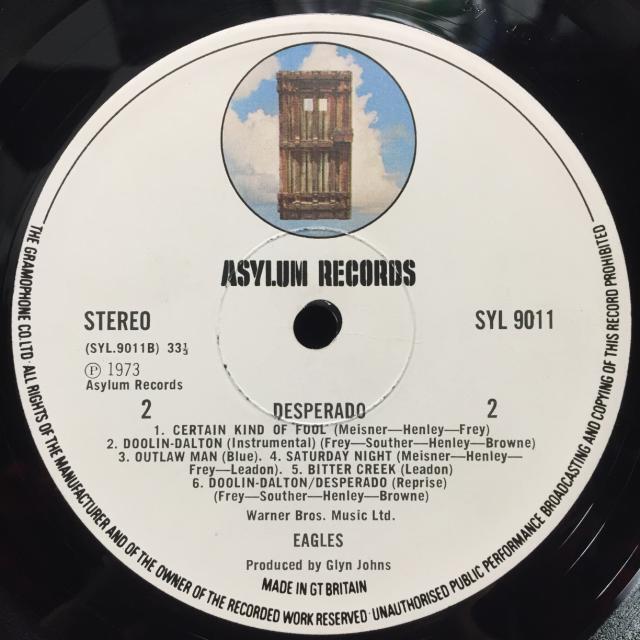 ASYLUM RECORDS
STEREO
SYL 9011
(SYL.9011B) 33⅓
Ⓟ 1973
Asylum Records
2
DESPERADO
2
1. CERTAIN KIND OF FOOL (Meisner—Henley—Frey)
2. DOOLIN-DALTON (Instrumental) (Frey—Souther—Henley—Browne)
3. OUTLAW MAN (Blue). 4. SATURDAY NIGHT (Meisner—Henley—
Frey—Leadon). 5. BITTER CREEK (Leadon)
6. DOOLIN-DALTON/DESPERADO (Reprise)
(Frey—Souther—Henley—Browne)
Warner Bros. Music Ltd.
EAGLES
Produced by Glyn Johns
MADE IN GT BRITAIN
THE GRAMOPHONE CO. LTD · ALL RIGHTS OF THE MANUFACTURER AND OF THE OWNER OF THE RECORDED WORK RESERVED · UNAUTHORISED PUBLIC PERFORMANCE BROADCASTING AND COPYING OF THIS RECORD PROHIBITED